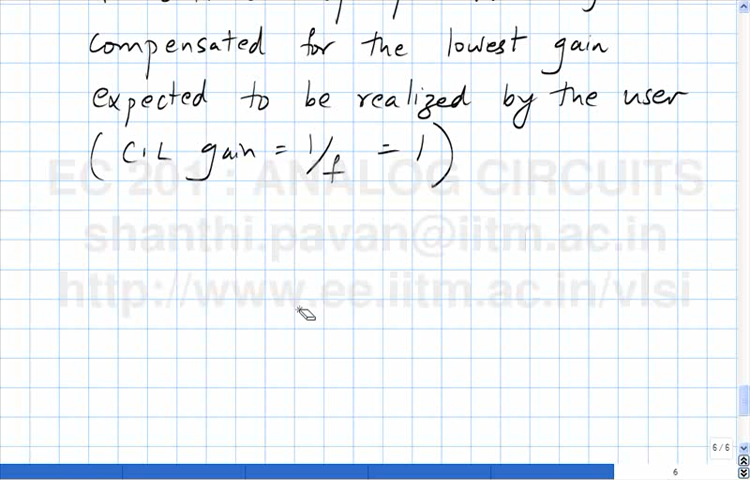 compensated for the lowest gain
expected to be realized by the user
( C.L gain = 1/f = 1 )
EC 201 : ANALOG CIRCUITS
shanthi.pavan@iitm.ac.in
http://www.ee.iitm.ac.in/vlsi
6/6
6